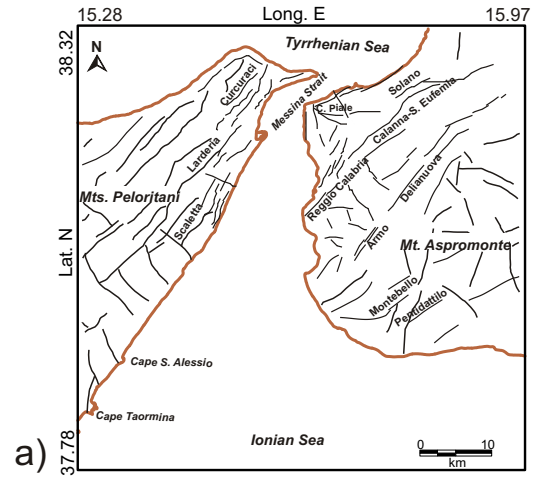 15.28 Long. E 15.97
38.32
Tyrrhenian Sea
N
Messina Strait
Curcuraci
Solano
C. Piale
Calanna-S. Eufemia
Larderia
Reggio Calabria
Delianuova
Mts. Peloritani
Scaletta
Armo
Mt. Aspromonte
Lat. N
Montebello
Pentidattilo
Cape S. Alessio
Cape Taormina
Ionian Sea
0 10
km
37.78
a)